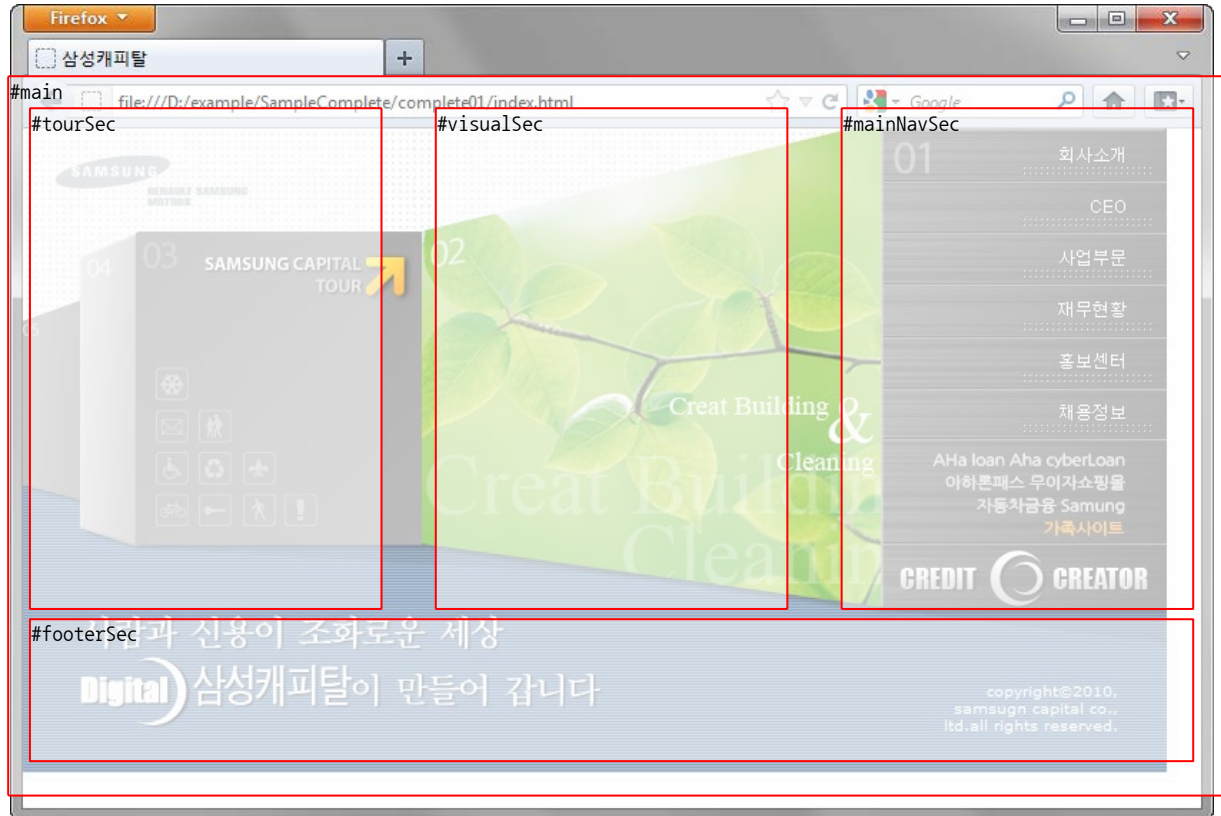 Firefox
삼성캐피탈
#main
file:///D:/example/SampleComplete/complete01/index.html
Google
#tourSec
#visualSec
#mainNavSec
SAMSUNG
RENAULT SAMSUNG
MOTORS
01
회사소개
CEO
사업부문
재무현황
홍보센터
채용정보
02
03
04
05
SAMSUNG CAPITAL
TOUR
Creat Building
&
Cleaning
Creat Buildin
Cleanin
AHa loan Aha cyberLoan
아하론패스 무이자쇼핑몰
자동차금융 Samung
가족사이트
CREDIT CREATOR
#footerSec
사람과 신용이 조화로운 세상
Digital 삼성캐피탈이 만들어 갑니다
copyright©2010,
samsugn capital co.,
ltd.all rights reserved.